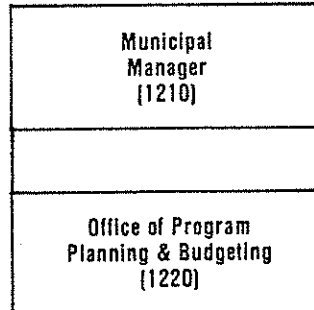 Municipal
Manager
(1210)
Office of Program
Planning & Budgeting
(1220)